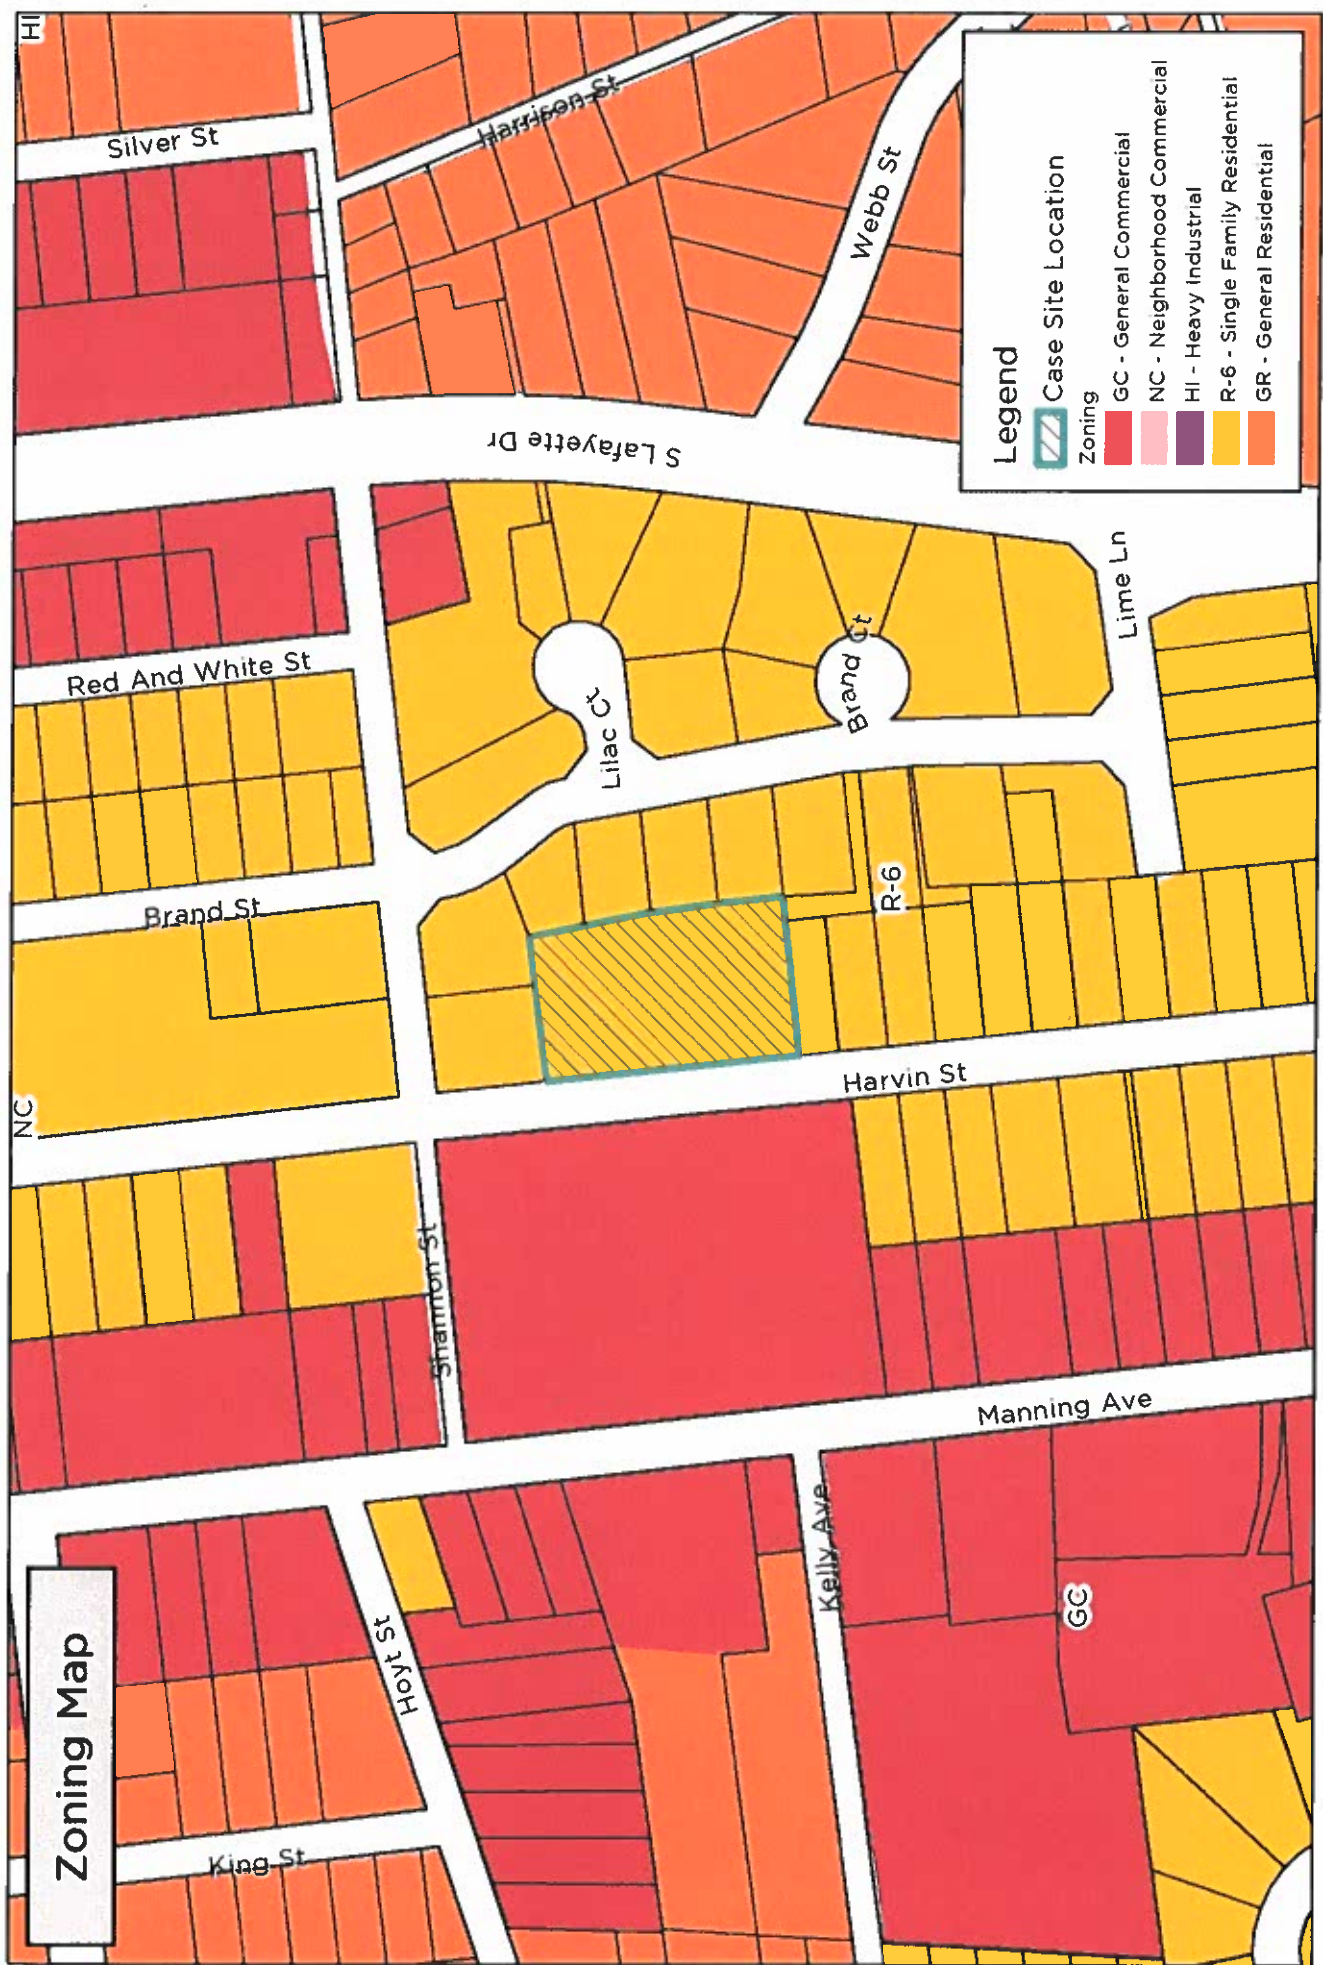 Zoning Map
King St
Hoyt St
Kelly Ave
GC
Manning Ave
Shannon St
NC
Harvin St
Brand St
R-6
Lilac Ct
Brand Ct
Red And White St
Lime Ln
S Lafayette Dr
Silver St
Harrison St
Webb St
HI
Legend
Case Site Location
Zoning
GC - General Commercial
NC - Neighborhood Commercial
HI - Heavy Industrial
R-6 - Single Family Residential
GR - General Residential